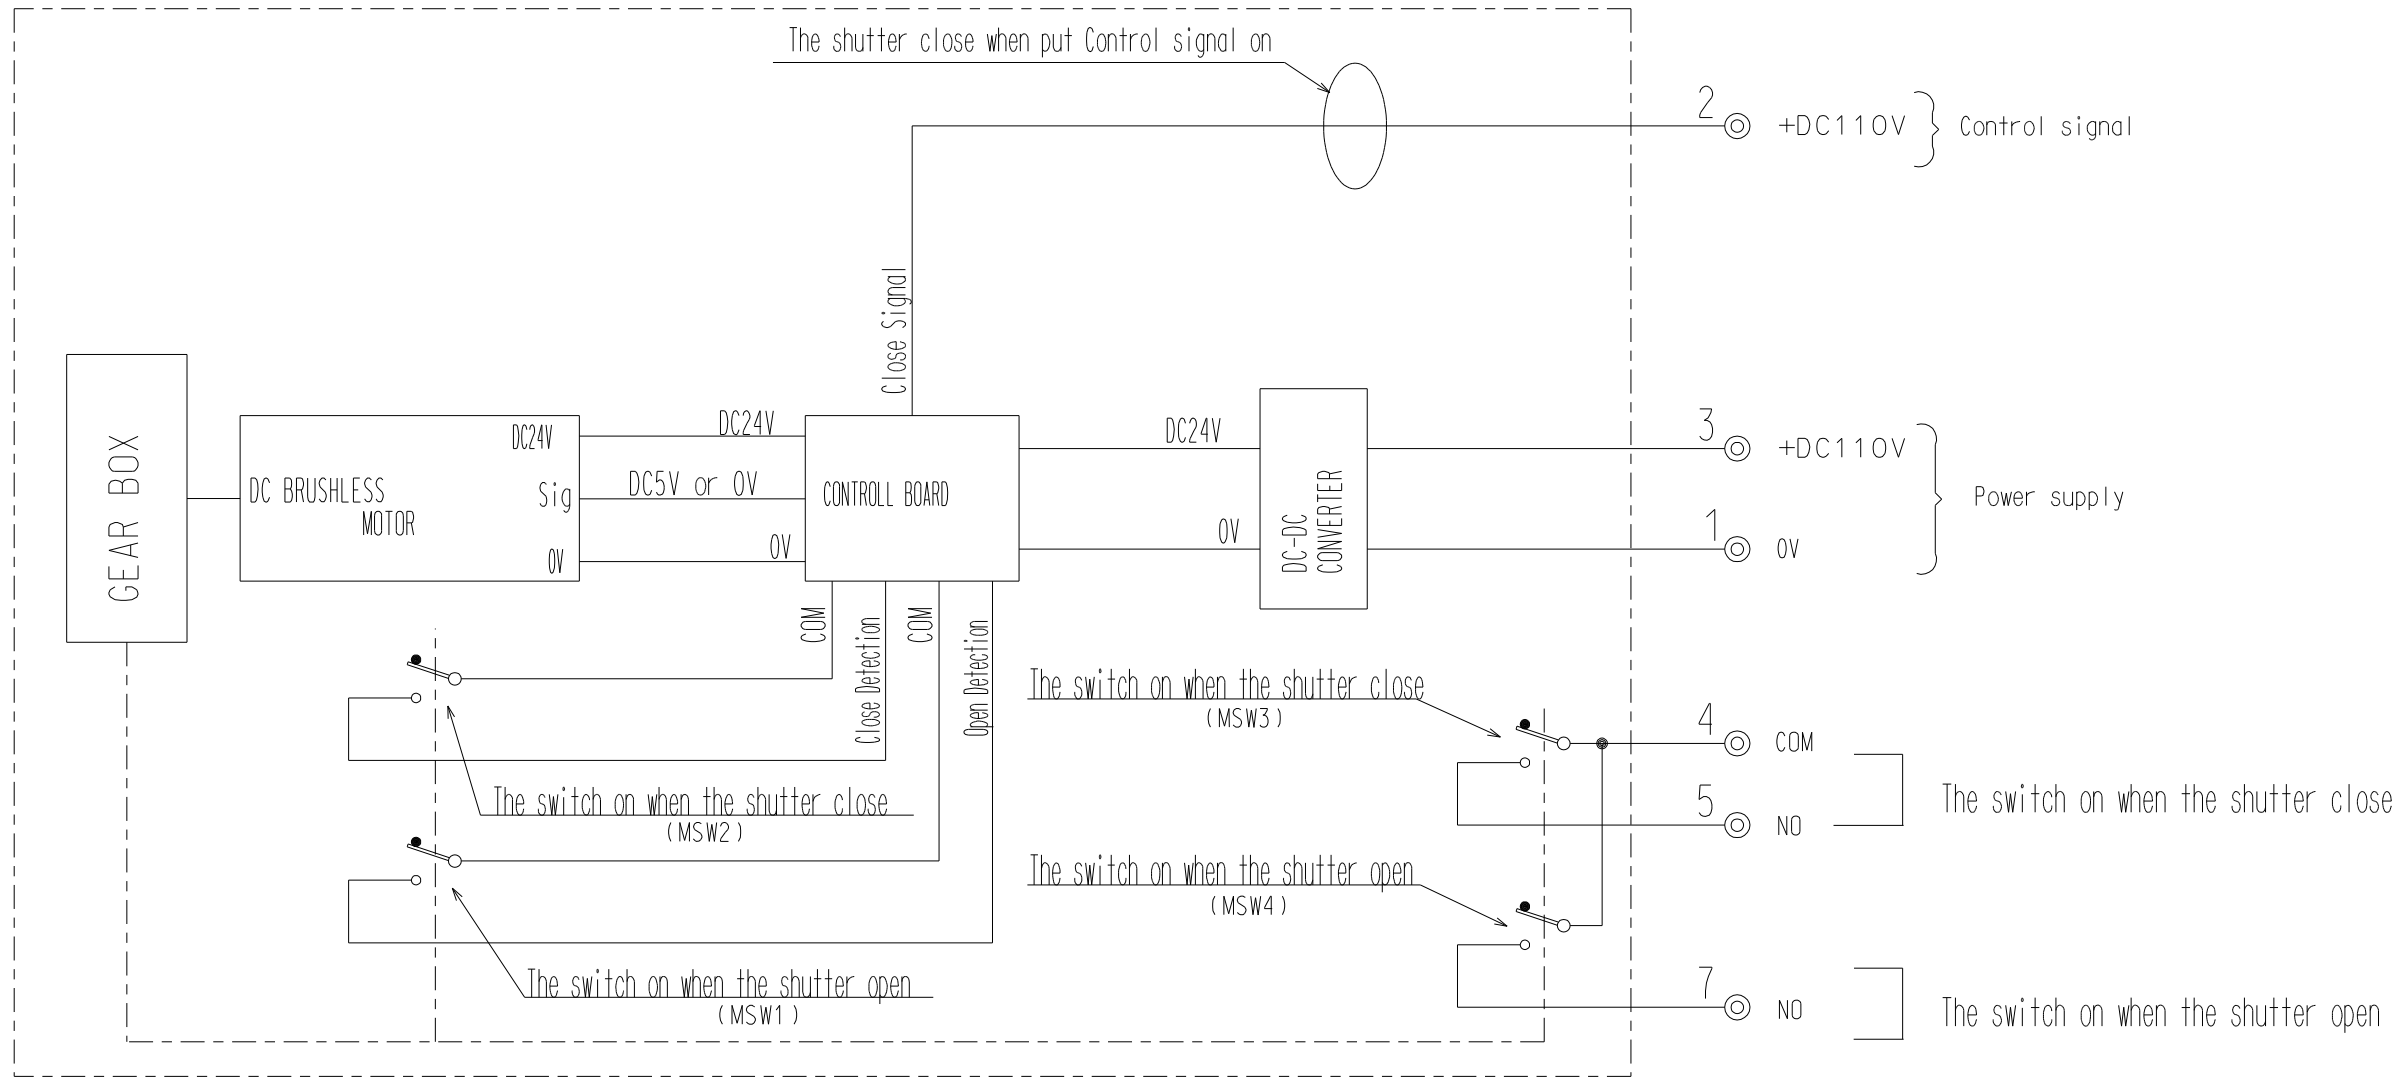 The shutter close when put Control signal on
2
+DC110V
Control signal
Close Signal
GEAR BOX
DC BRUSHLESS
MOTOR
DC24V
Sig
0V
DC24V
DC5V or 0V
0V
CONTROLL BOARD
DC24V
0V
DC-DC
CONVERTER
3
+DC110V
1
0V
Power supply
COM
Close Detection
COM
Open Detection
The switch on when the shutter close
(MSW2)
The switch on when the shutter open
(MSW1)
The switch on when the shutter close
(MSW3)
The switch on when the shutter open
(MSW4)
4
COM
5
NO
The switch on when the shutter close
7
NO
The switch on when the shutter open